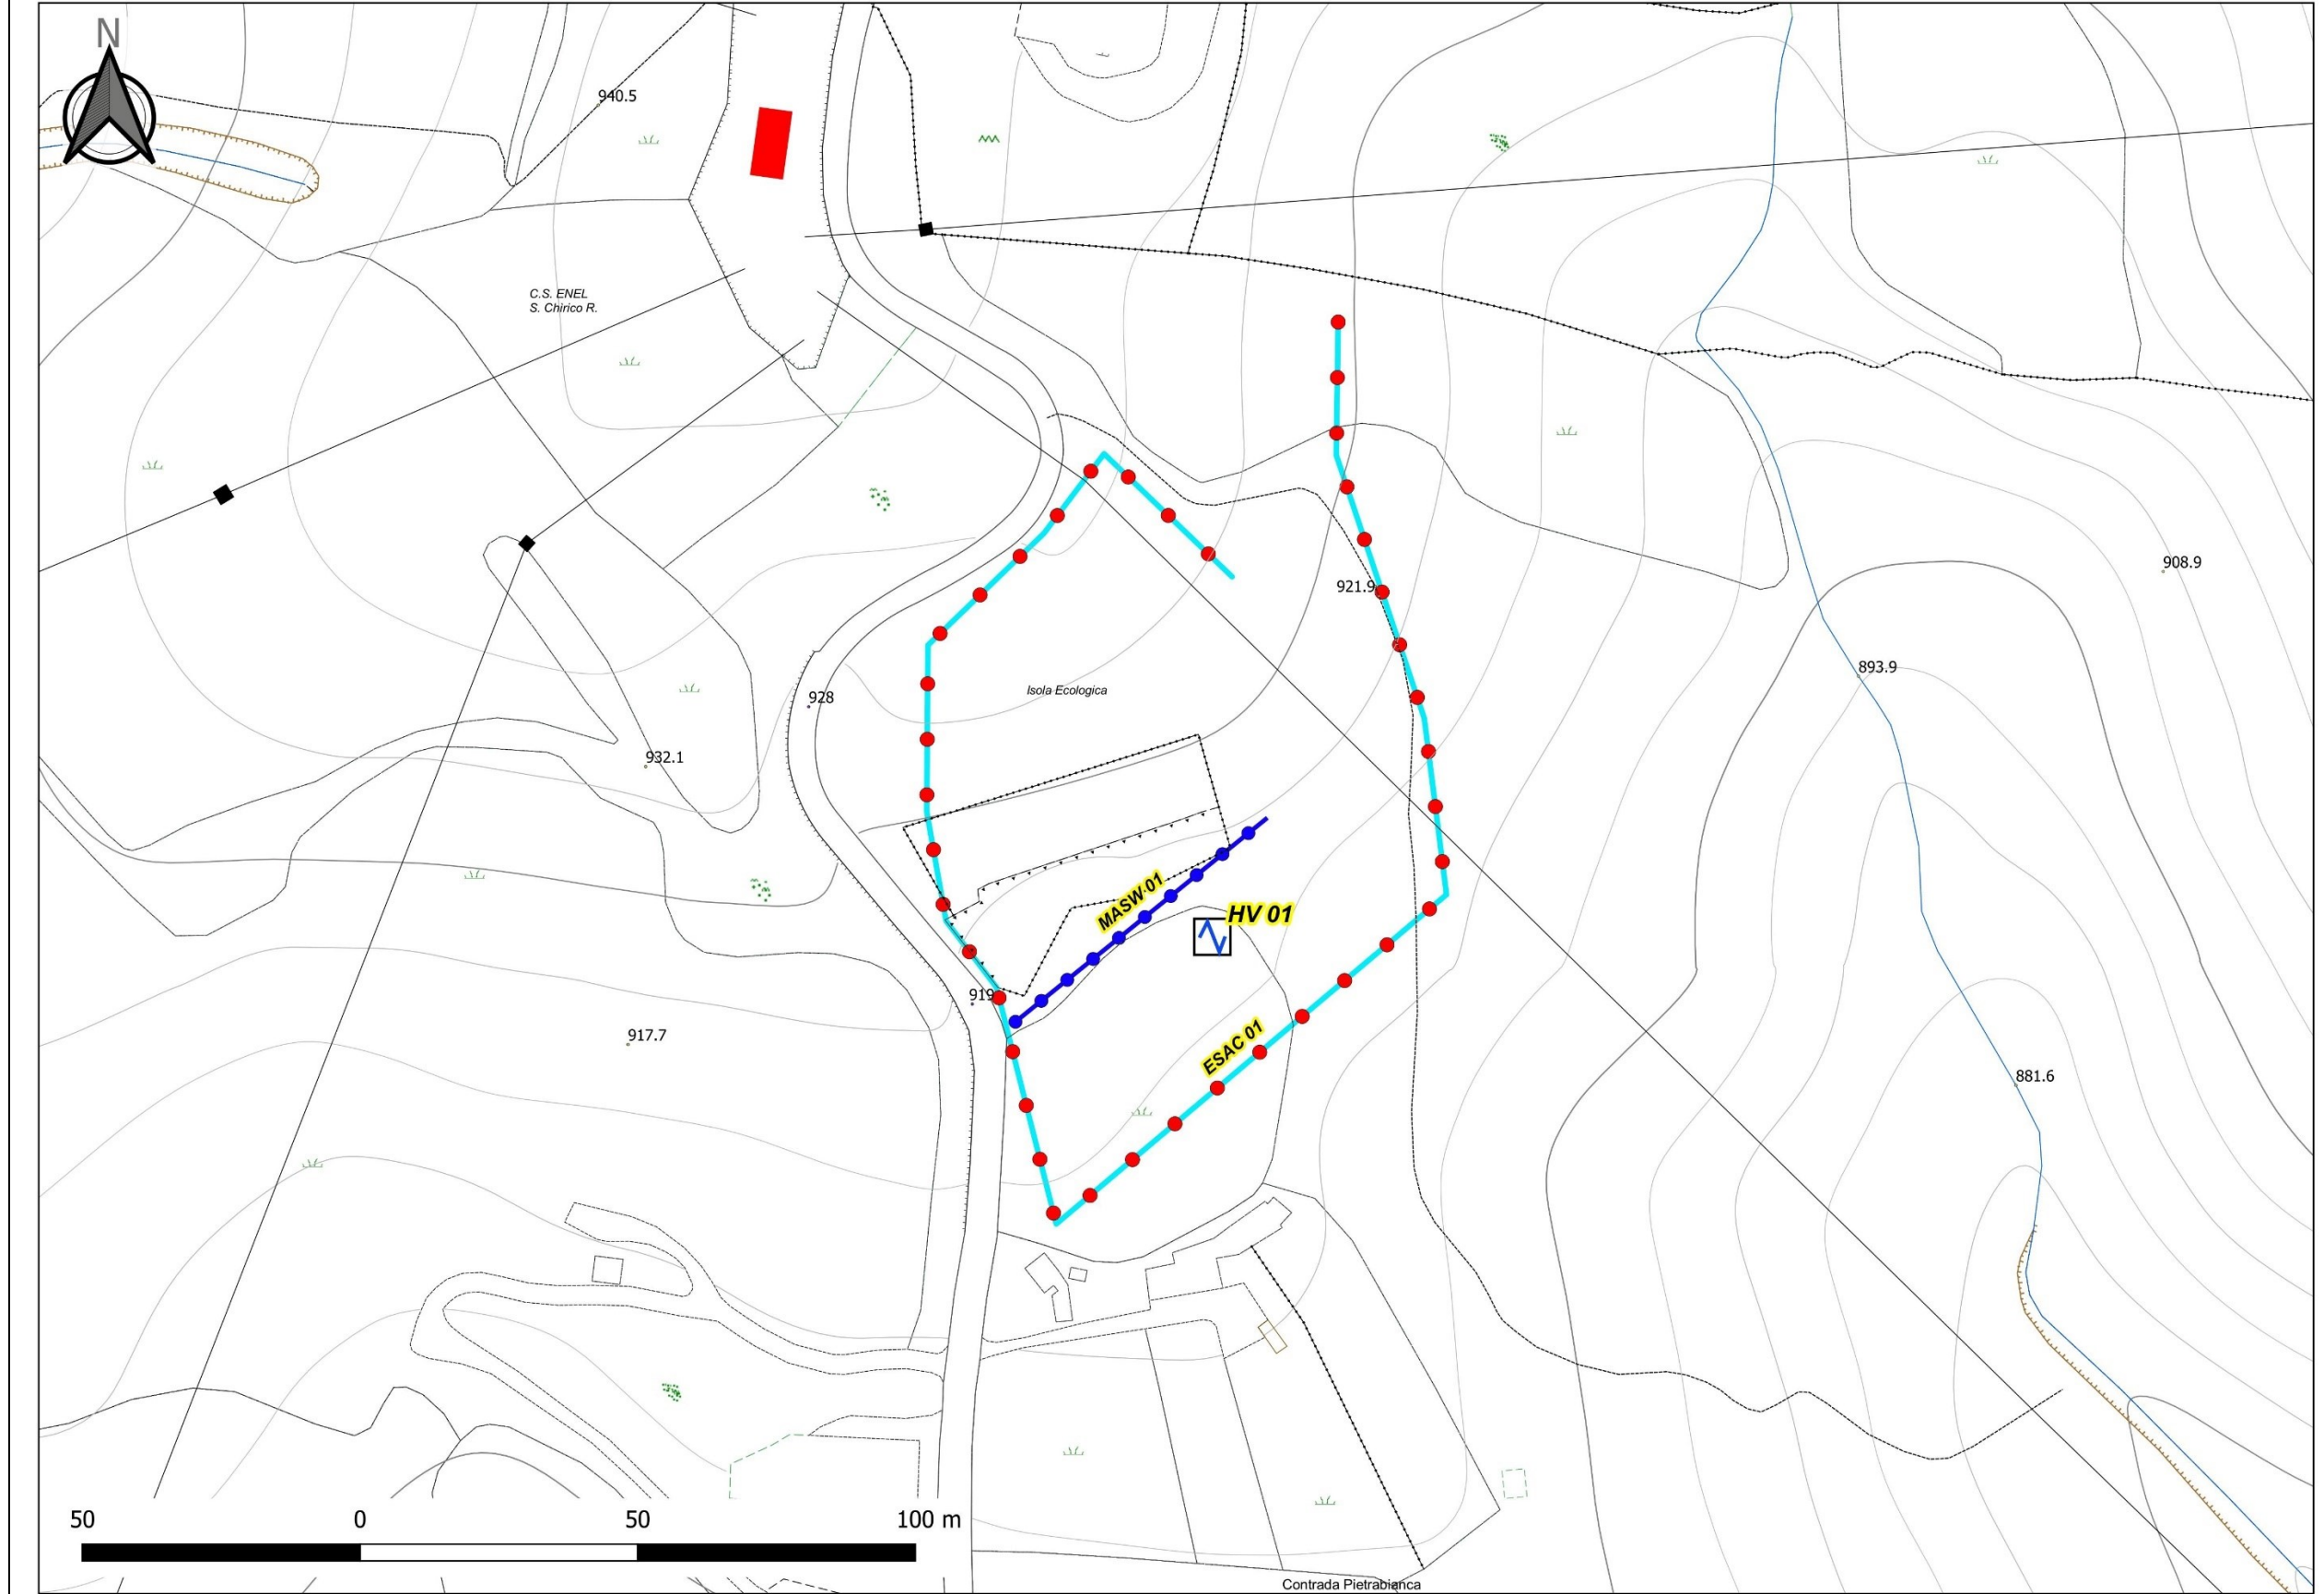 N
940.5
C.S. ENEL
S. Chirico R.
908.9
921.9
893.9
Isola Ecologica
928
932.1
MASW 01
HV 01
919
917.7
ESAC 01
881.6
50 0 50 100 m
Contrada Pietrabianca